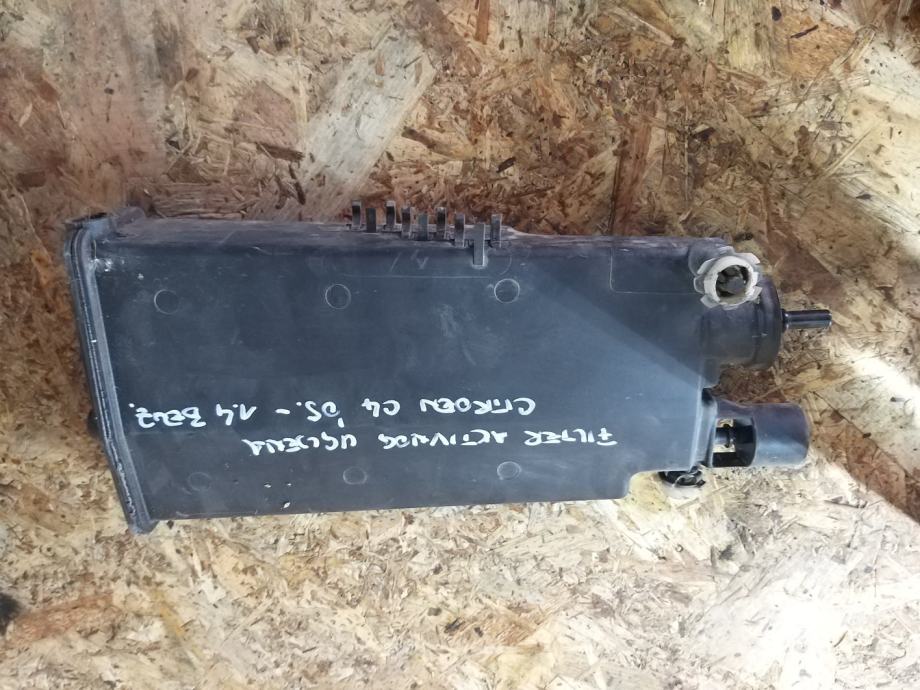 FILTER AKTIVNOG UGLJENA
CITROEN C4 05. - 1.4 BENZ.